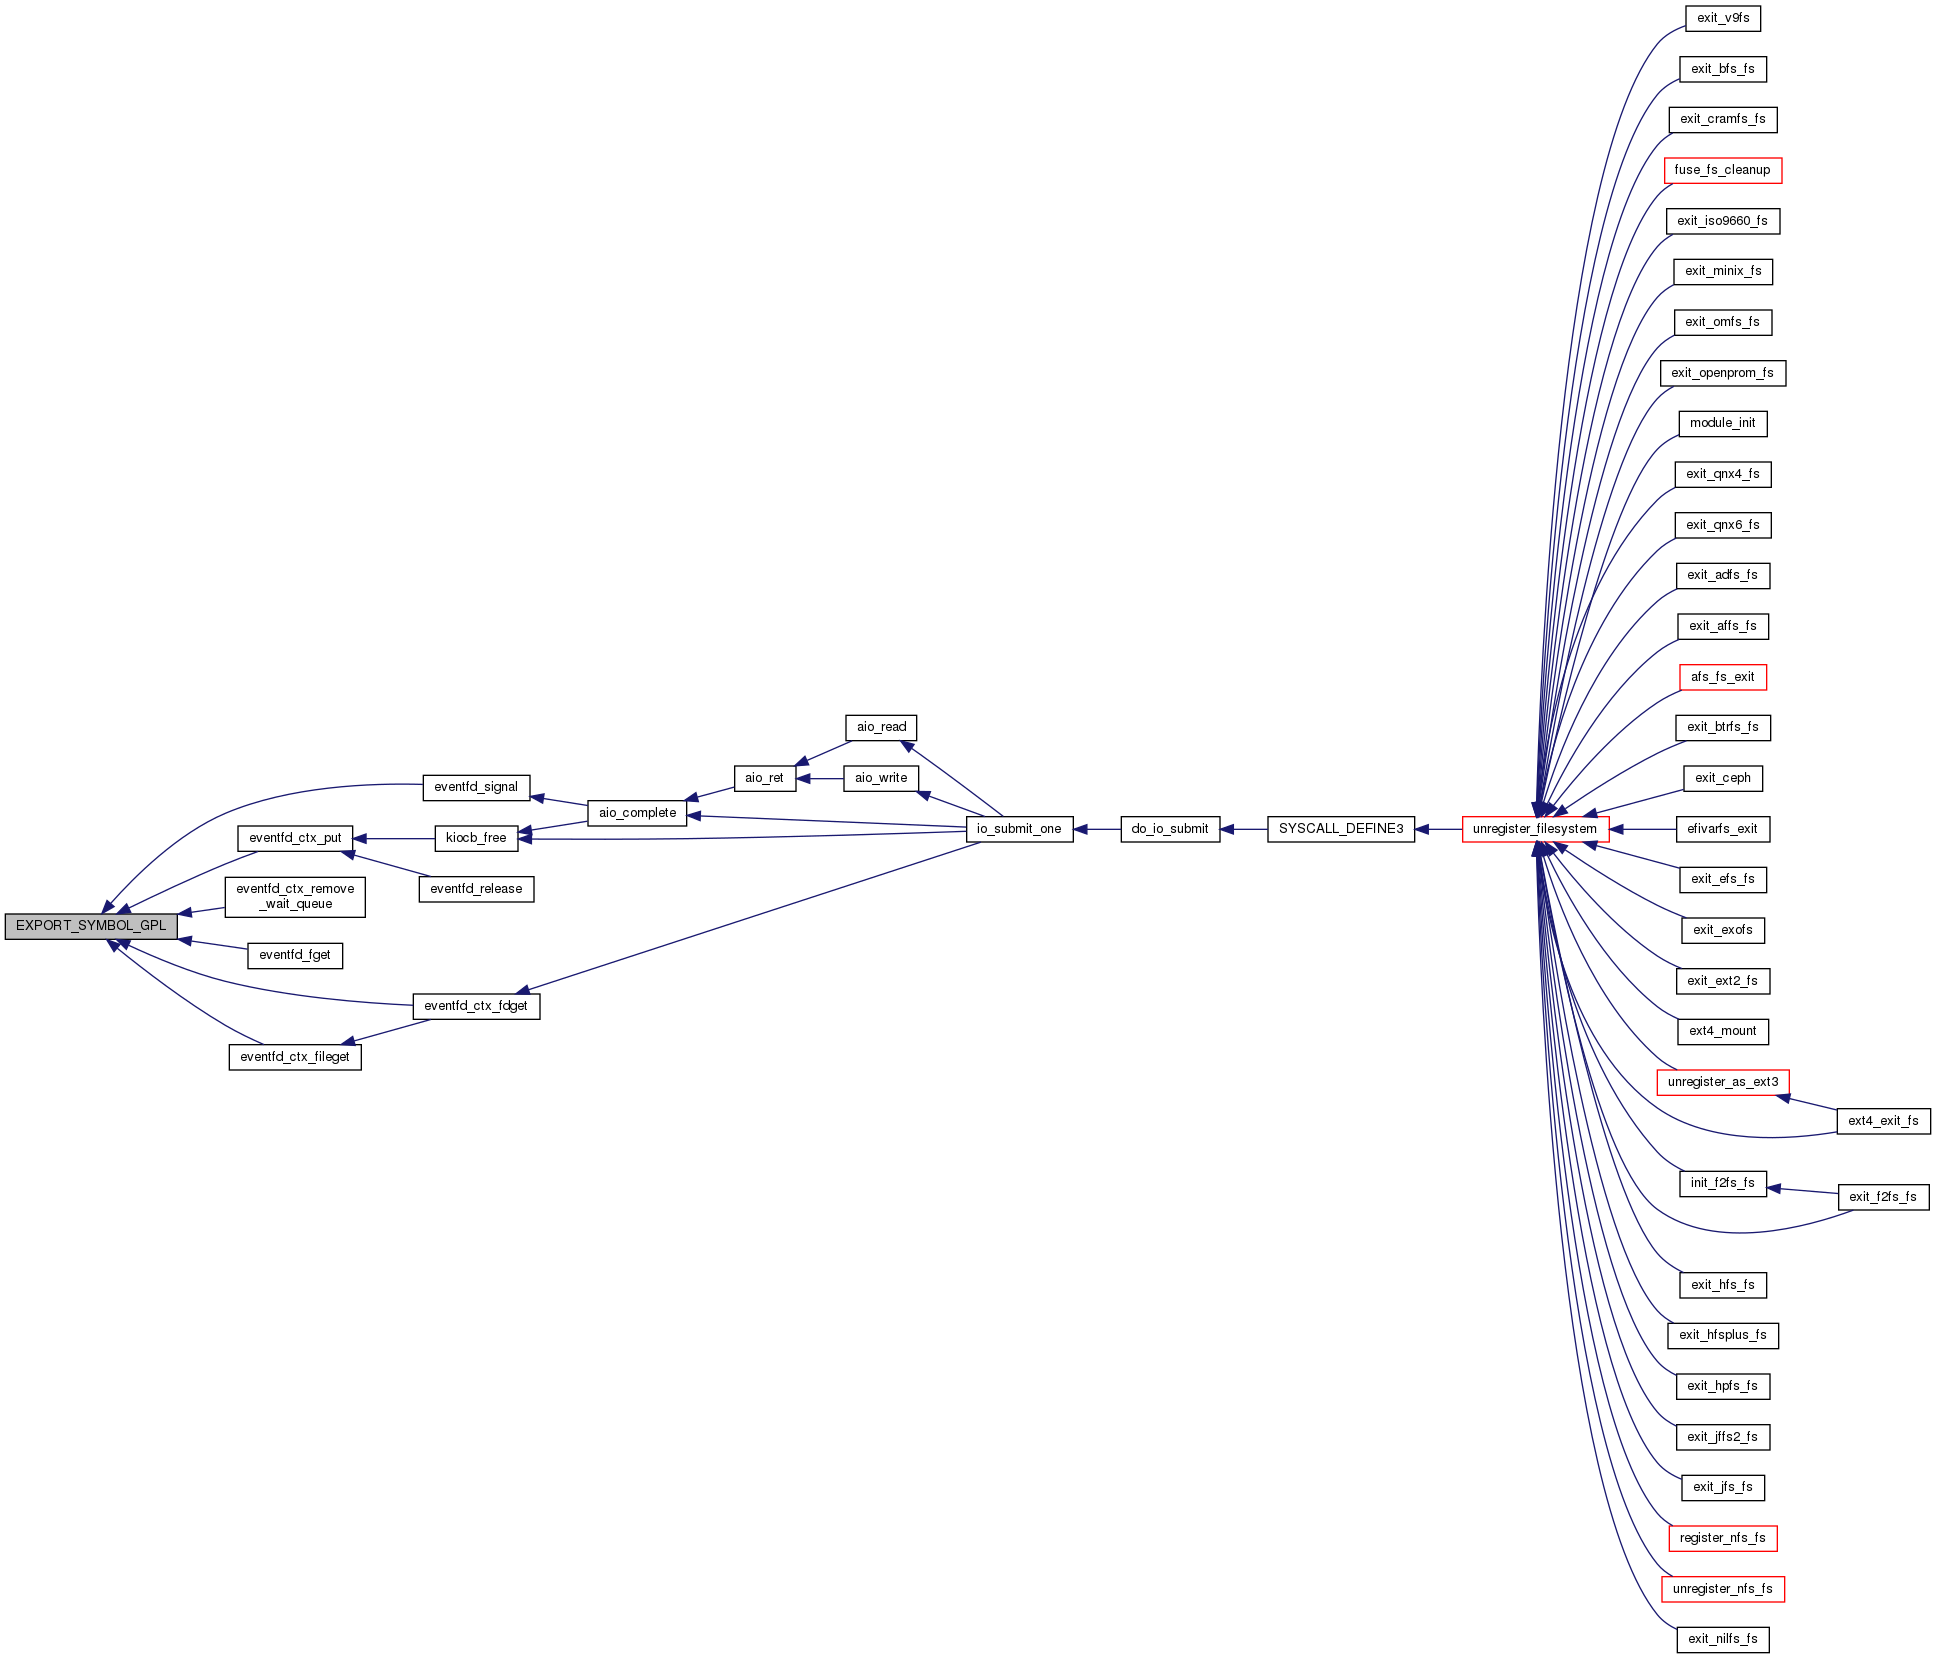 EXPORT_SYMBOL_GPL
eventfd_signal
eventfd_ctx_put
eventfd_ctx_remove
_wait_queue
eventfd_fget
eventfd_ctx_fdget
eventfd_ctx_fileget
kiocb_free
eventfd_release
aio_complete
aio_ret
aio_read
aio_write
io_submit_one
do_io_submit
SYSCALL_DEFINE3
unregister_filesystem
exit_v9fs
exit_bfs_fs
exit_cramfs_fs
fuse_fs_cleanup
exit_iso9660_fs
exit_minix_fs
exit_omfs_fs
exit_openprom_fs
module_init
exit_qnx4_fs
exit_qnx6_fs
exit_adfs_fs
exit_affs_fs
afs_fs_exit
exit_btrfs_fs
exit_ceph
efivarfs_exit
exit_efs_fs
exit_exofs
exit_ext2_fs
ext4_mount
unregister_as_ext3
ext4_exit_fs
init_f2fs_fs
exit_f2fs_fs
exit_hfs_fs
exit_hfsplus_fs
exit_hpfs_fs
exit_jffs2_fs
exit_jfs_fs
register_nfs_fs
unregister_nfs_fs
exit_nilfs_fs